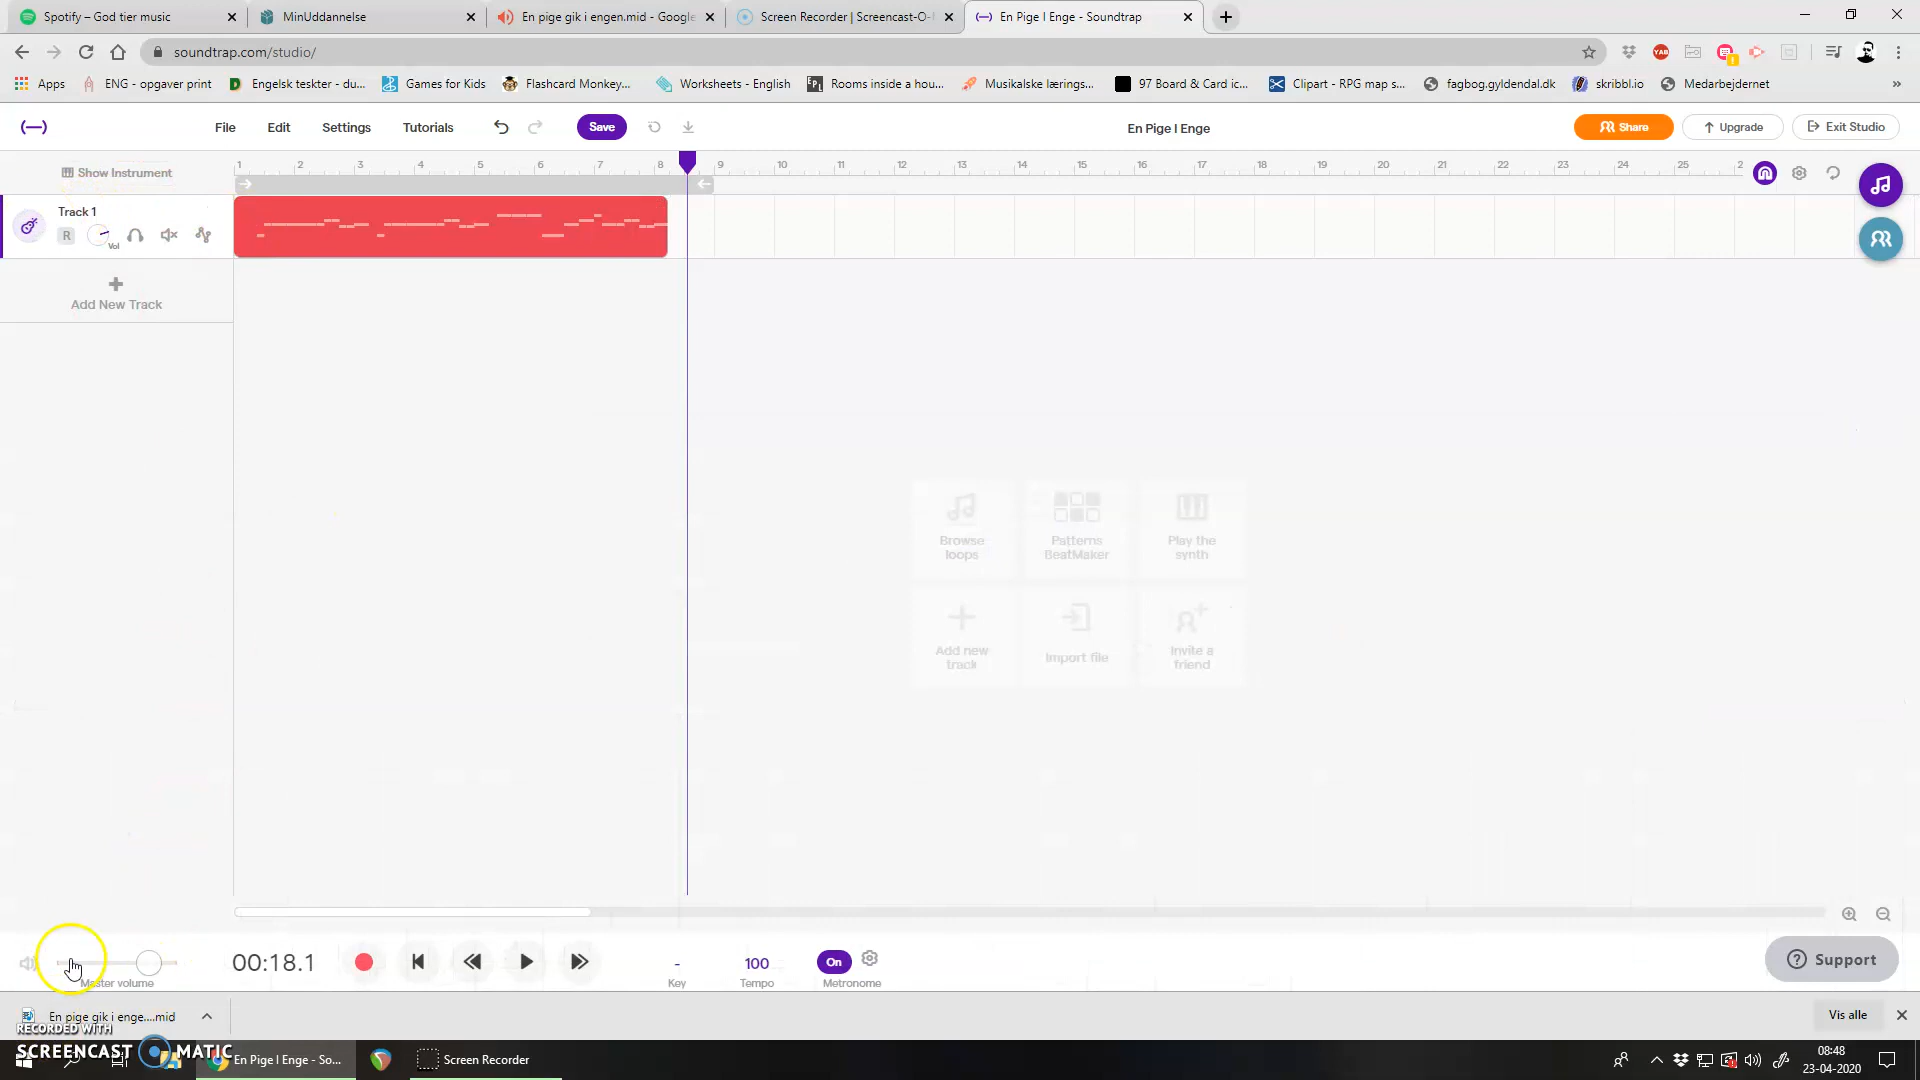 Spotify – God tier music
MinUddannelse
En pige gik i engen.mid - Google
Screen Recorder | Screencast-O-
En Pige I Enge - Soundtrap
soundtrap.com/studio/
Apps
ENG - opgaver print
Engelsk teskter - du...
Games for Kids
Flashcard Monkey...
Worksheets - English
Rooms inside a hou...
Musikalske lærings...
97 Board & Card ic...
Clipart - RPG map s...
fagbog.gyldendal.dk
skribbl.io
Medarbejdernet
File
Edit
Settings
Tutorials
Save
En Pige I Enge
Share
Upgrade
Exit Studio
Show Instrument
1 2 3 4 5 6 7 8 9 10 11 12 13 14 15 16 17 18 19 20 21 22 23 24 25 2
Track 1
R
Vol
Add New Track
Browse
loops
Patterns
BeatMaker
Play the
synth
Add new
track
Import file
Invite a
friend
Master volume
00:18.1
-
Key
100
Tempo
On
Metronome
Support
En pige gik i enge....mid
Vis alle
RECORDED WITH
SCREENCAST MATIC
En Pige I Enge - So...
Screen Recorder
08:48
23-04-2020